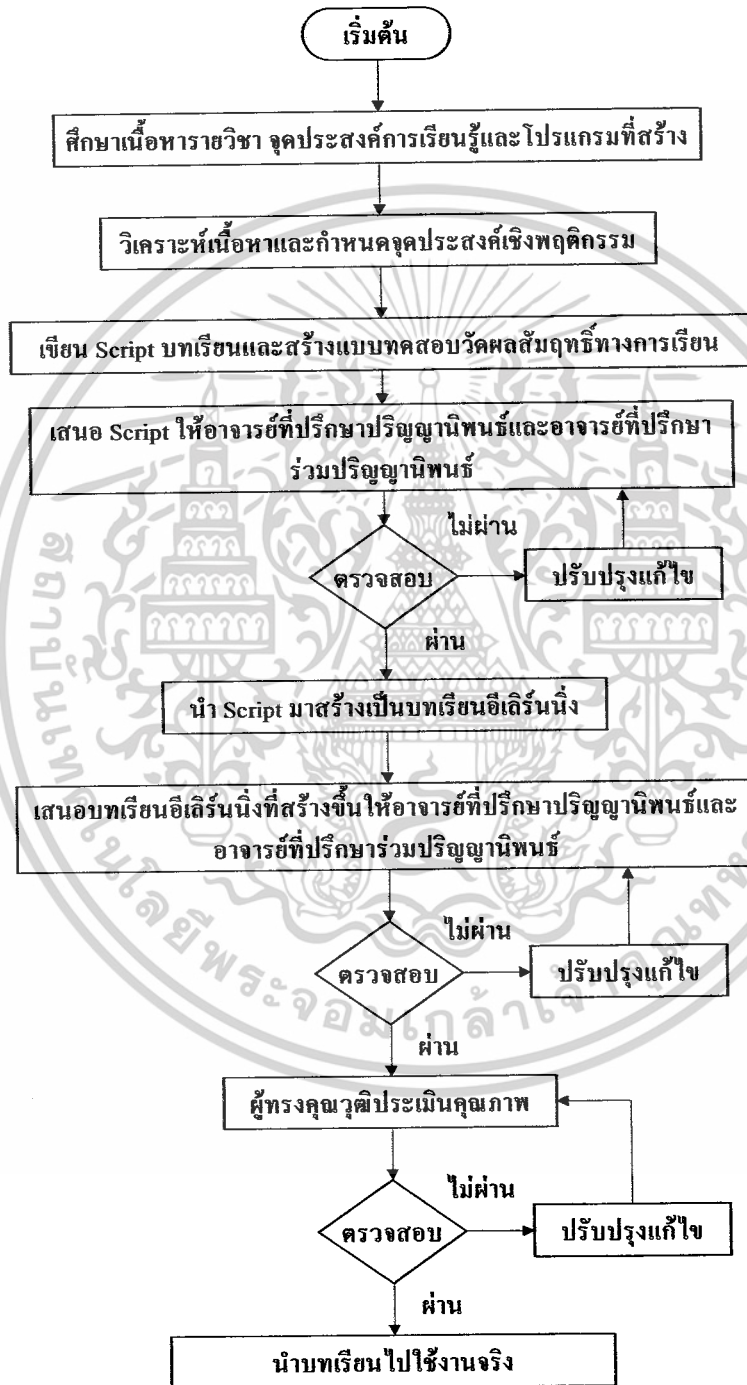 เริ่มต้น
ศึกษาเนื้อหารายวิชา จุดประสงค์การเรียนรู้และโปรแกรมที่สร้าง
วิเคราะห์เนื้อหาและกำหนดจุดประสงค์เชิงพฤติกรรม
เขียน Script บทเรียนและสร้างแบบทดสอบวัดผลสัมฤทธิ์ทางการเรียน
เสนอ Script ให้อาจารย์ที่ปรึกษาปริญญานิพนธ์และอาจารย์ที่ปรึกษา
ร่วมปริญญานิพนธ์
ไม่ผ่าน
ตรวจสอบ
ปรับปรุงแก้ไข
ผ่าน
นำ Script มาสร้างเป็นบทเรียนอีเลิร์นนิ่ง
เสนอบทเรียนอีเลิร์นนิ่งที่สร้างขึ้นให้อาจารย์ที่ปรึกษาปริญญานิพนธ์และ
อาจารย์ที่ปรึกษาร่วมปริญญานิพนธ์
ไม่ผ่าน
ตรวจสอบ
ปรับปรุงแก้ไข
ผ่าน
ผู้ทรงคุณวุฒิประเมินคุณภาพ
ไม่ผ่าน
ตรวจสอบ
ปรับปรุงแก้ไข
ผ่าน
นำบทเรียนไปใช้งานจริง